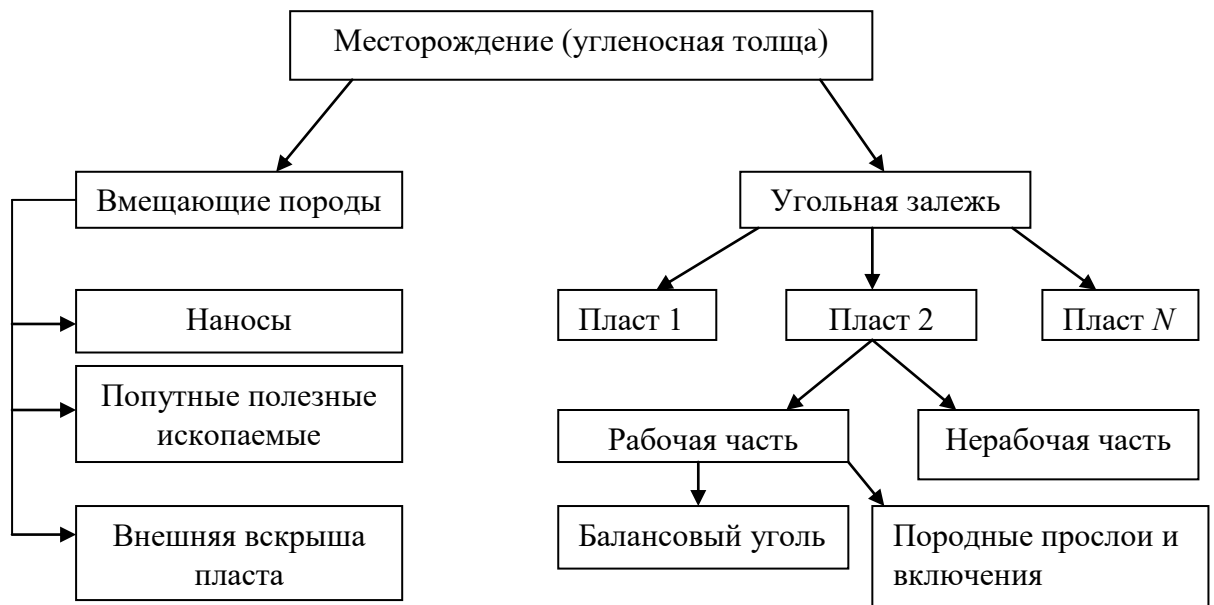 Месторождение (угленосная толща)
Вмещающие породы
Угольная залежь
Наносы
Пласт 1
Пласт 2
Пласт N
Попутные полезные
ископаемые
Рабочая часть
Нерабочая часть
Внешняя вскрыша
пласта
Балансовый уголь
Породные прослои и
включения